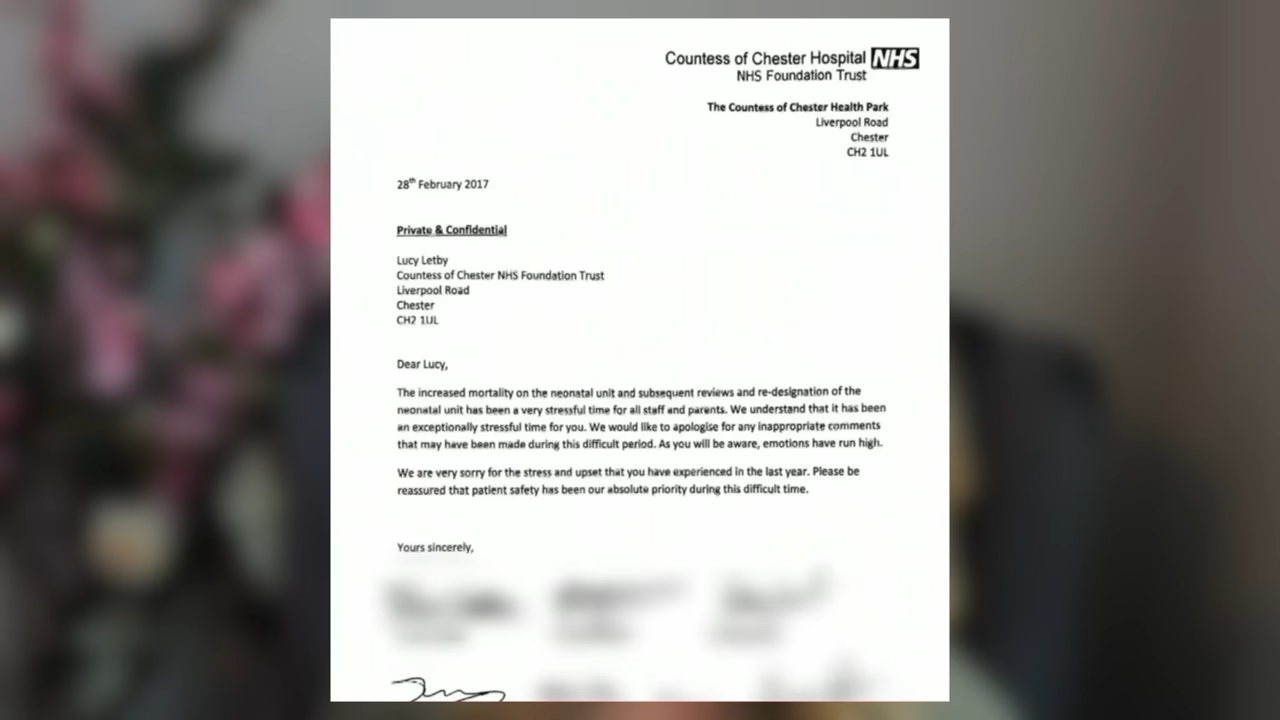 Countess of Chester Hospital NHS
NHS Foundation Trust
The Countess of Chester Health Park
Liverpool Road
Chester
CH2 1UL
28th February 2017
Private & Confidential
Lucy Letby
Countess of Chester NHS Foundation Trust
Liverpool Road
Chester
CH2 1UL
Dear Lucy,
The increased mortality on the neonatal unit and subsequent reviews and re-designation of the
neonatal unit has been a very stressful time for all staff and parents. We understand that it has been
an exceptionally stressful time for you. We would like to apologise for any inappropriate comments
that may have been made during this difficult period. As you will be aware, emotions have run high.
We are very sorry for the stress and upset that you have experienced in the last year. Please be
reassured that patient safety has been our absolute priority during this difficult time.
Yours sincerely,